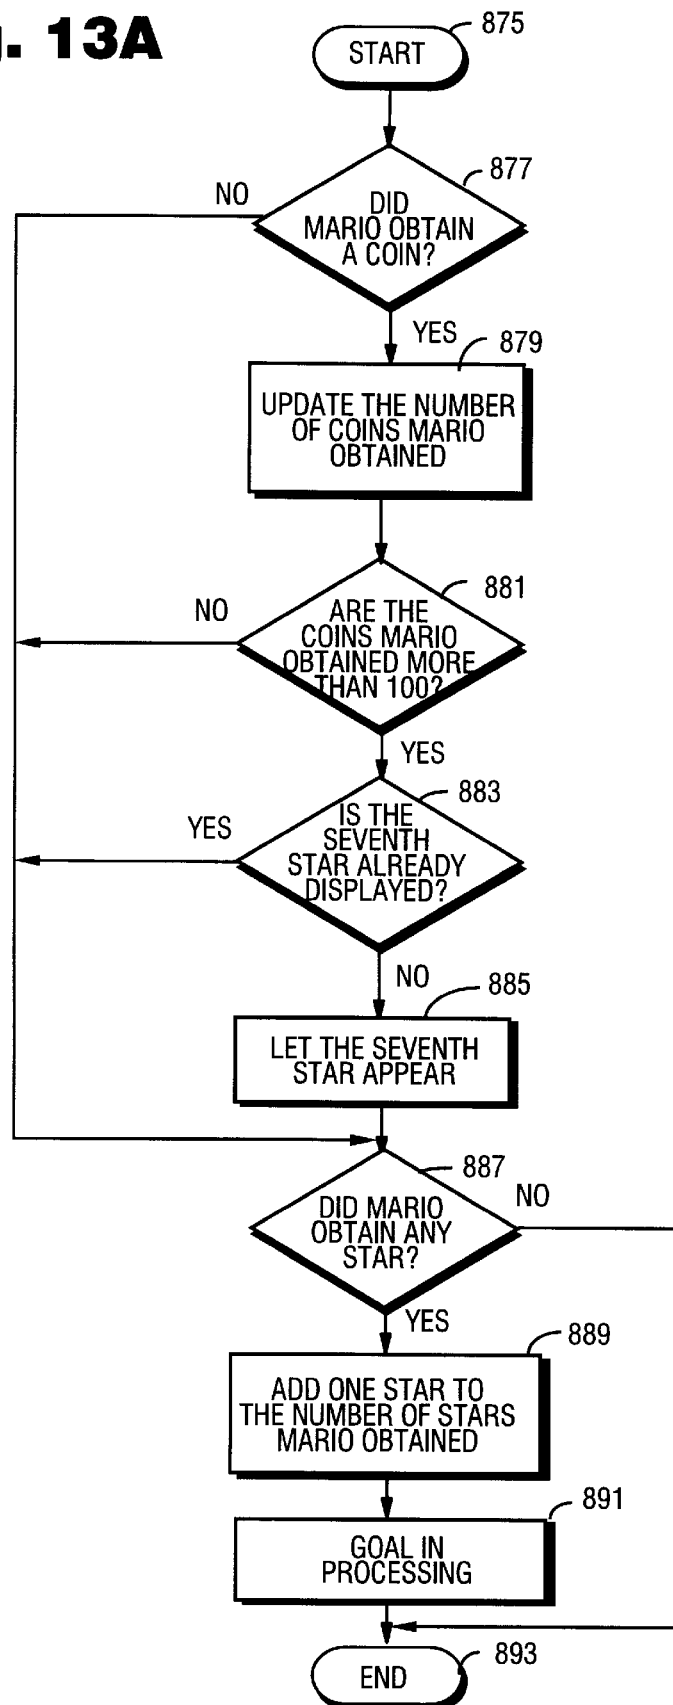 . 13A
START
875
877
NO
DID
MARIO OBTAIN
A COIN?
YES
879
UPDATE THE NUMBER
OF COINS MARIO
OBTAINED
881
NO
ARE THE
COINS MARIO
OBTAINED MORE
THAN 100?
YES
883
YES
IS THE
SEVENTH
STAR ALREADY
DISPLAYED?
NO
885
LET THE SEVENTH
STAR APPEAR
887
NO
DID MARIO
OBTAIN ANY
STAR?
YES
889
ADD ONE STAR TO
THE NUMBER OF STARS
MARIO OBTAINED
891
GOAL IN
PROCESSING
893
END